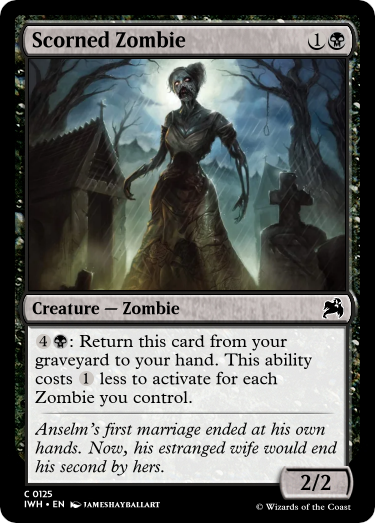 Scorned Zombie 1
Creature — Zombie
4 : Return this card from your
graveyard to your hand. This ability
costs 1 less to activate for each
Zombie you control.
Anselm's first marriage ended at his own
hands. Now, his estranged wife would end
his second by hers.
2/2
C 0125
IWH • EN JAMESHAYBALLART
© Wizards of the Coast